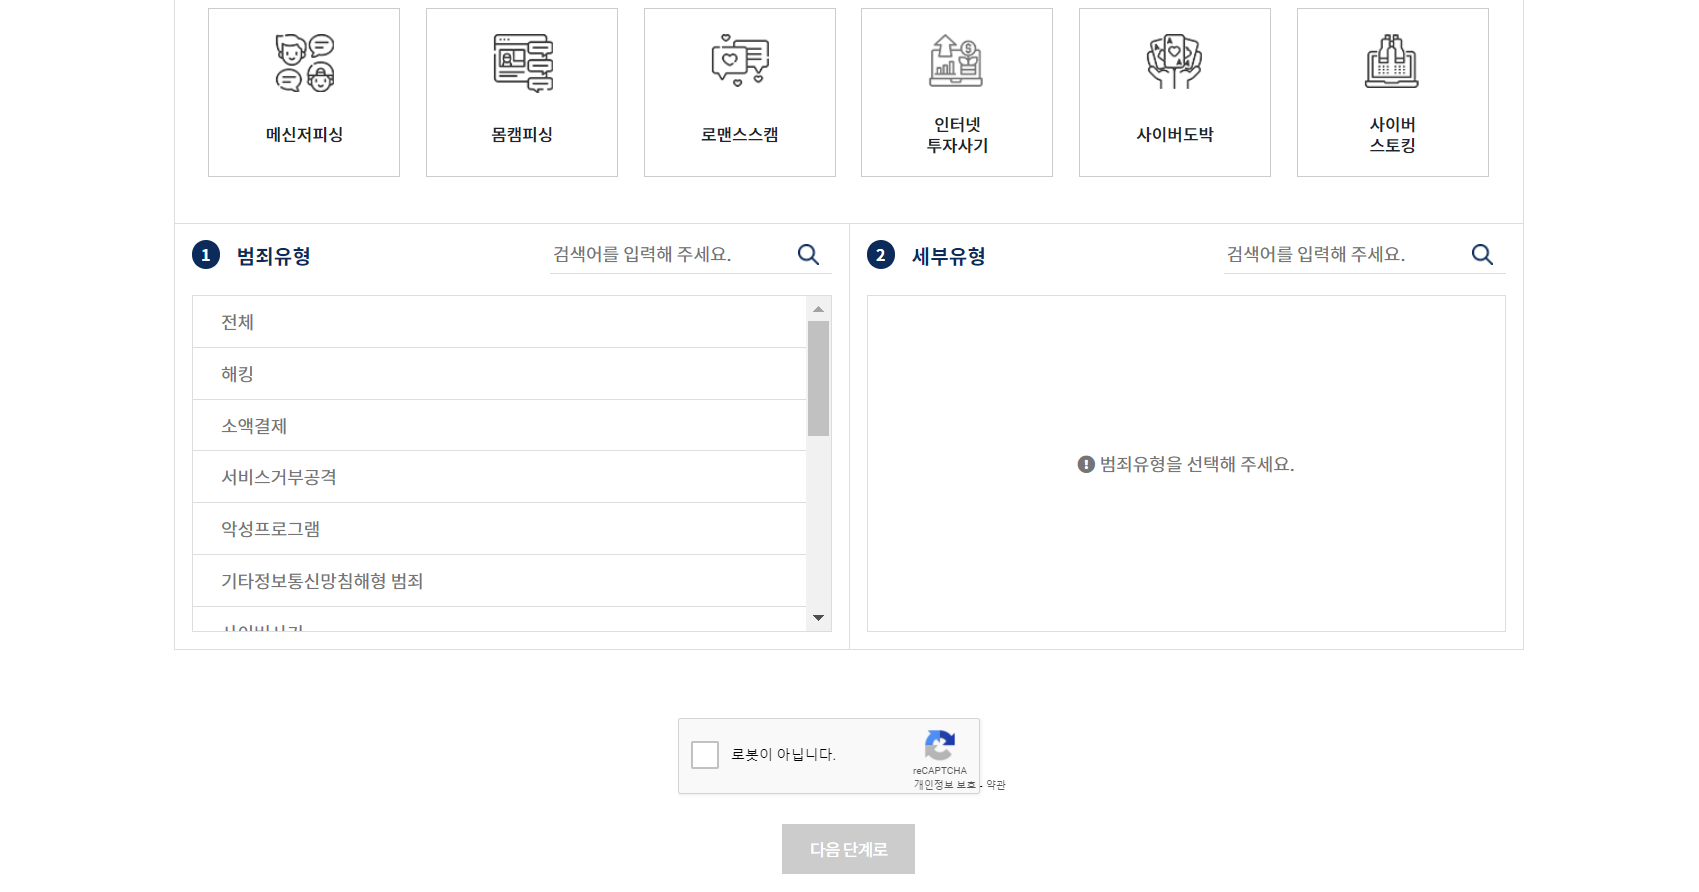 메신저피싱
몸캠피싱
로맨스스캠
인터넷
투자사기
사이버도박
사이버
스토킹
1 범죄유형
검색어를 입력해 주세요.
전체
해킹
소액결제
서비스거부공격
악성프로그램
기타정보통신망침해형 범죄
사이버사기
2 세부유형
검색어를 입력해 주세요.
범죄유형을 선택해 주세요.
로봇이 아닙니다.
reCAPTCHA
개인정보 보호 - 약관
다음 단계로